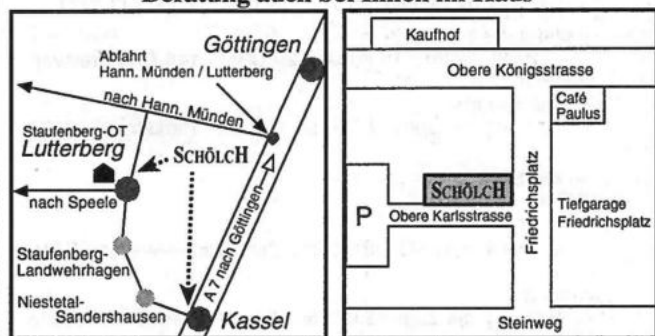 Beratung auch bei Ihnen im Haus
Göttingen
Abfahrt
Hann. Münden / Lutterberg
nach Hann. Münden
Staufenberg-OT
Lutterberg
SCHÖLCH
nach Speele
A 7 nach Göttingen
Staufenberg-
Landwehrhagen
Niestetal-
Sandershausen
Kassel
Kaufhof
Obere Königsstrasse
Café
Paulus
SCHÖLCH
P
Obere Karlsstrasse
Friedrichsplatz
Tiefgarage
Friedrichsplatz
Steinweg